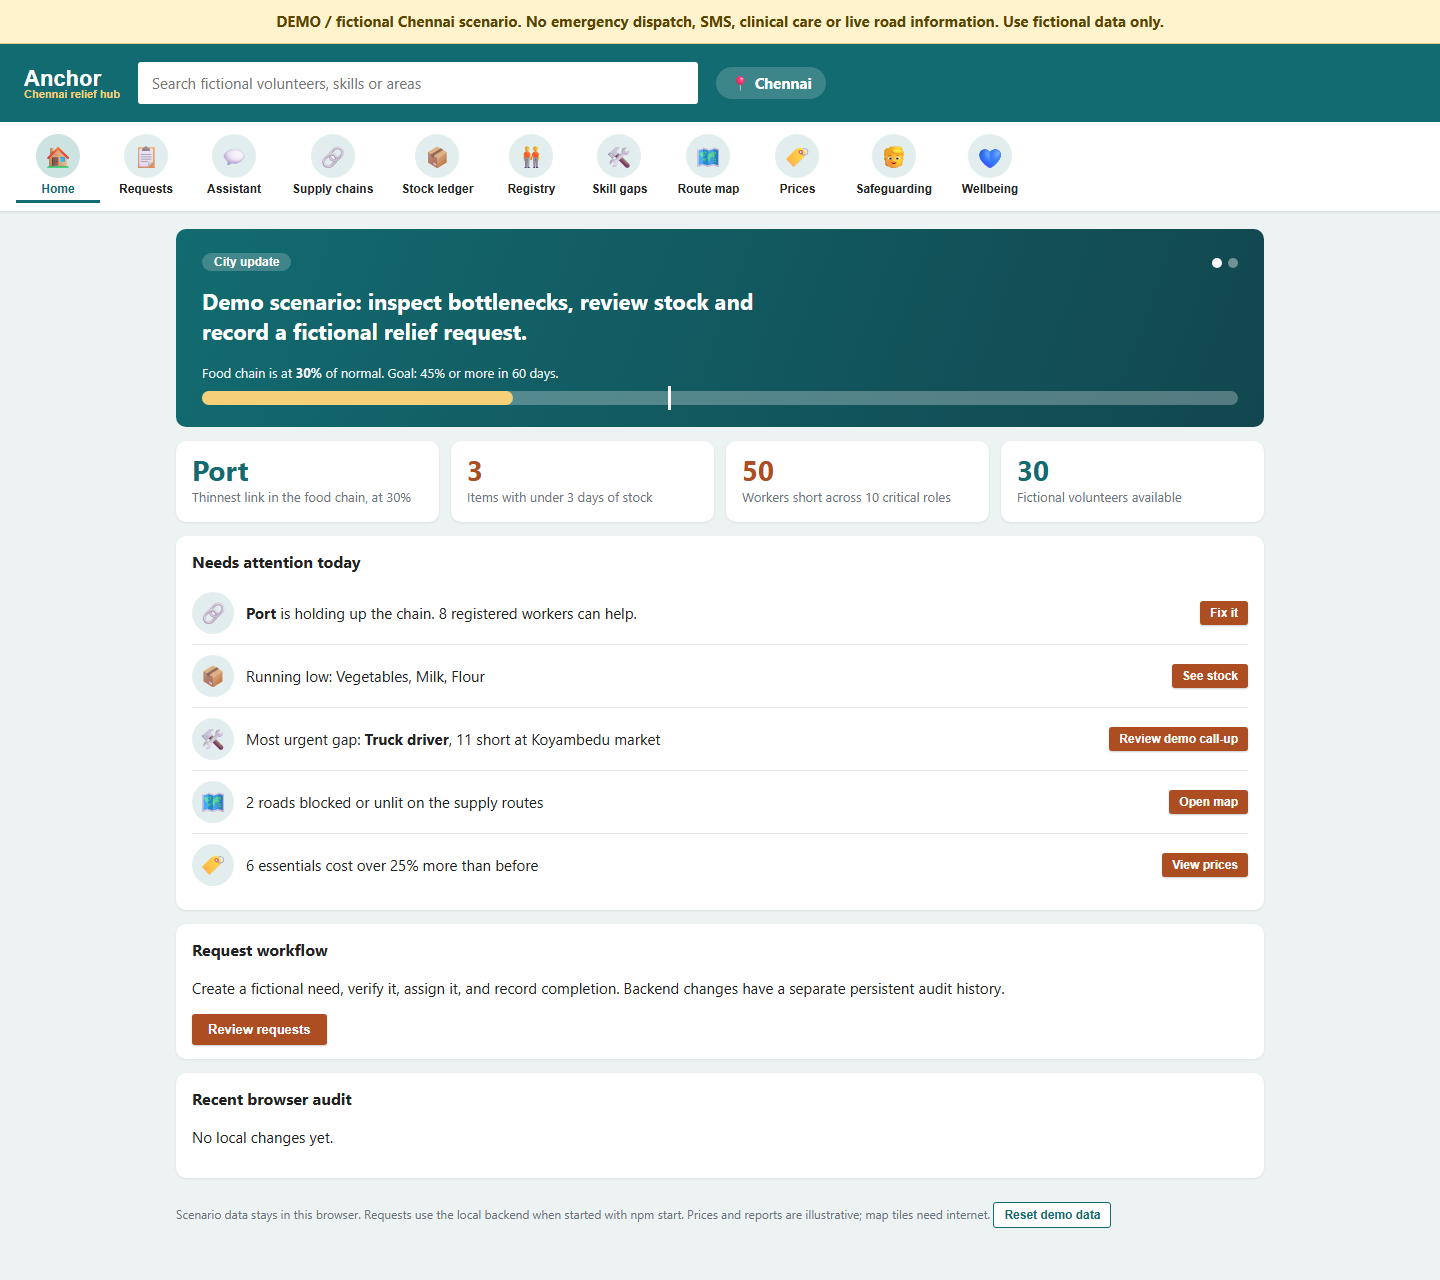 DEMO / fictional Chennai scenario. No emergency dispatch, SMS, clinical care or live road information. Use fictional data only.
Anchor
Chennai relief hub
Search fictional volunteers, skills or areas
Chennai
Home
Requests
Assistant
Supply chains
Stock ledger
Registry
Skill gaps
Route map
Prices
Safeguarding
Wellbeing
City update
Demo scenario: inspect bottlenecks, review stock and
record a fictional relief request.
Food chain is at 30% of normal. Goal: 45% or more in 60 days.
Port
Thinnest link in the food chain, at 30%
3
Items with under 3 days of stock
50
Workers short across 10 critical roles
30
Fictional volunteers available
Needs attention today
Port is holding up the chain. 8 registered workers can help.
Fix it
Running low: Vegetables, Milk, Flour
See stock
Most urgent gap: Truck driver, 11 short at Koyambedu market
Review demo call-up
2 roads blocked or unlit on the supply routes
Open map
6 essentials cost over 25% more than before
View prices
Request workflow
Create a fictional need, verify it, assign it, and record completion. Backend changes have a separate persistent audit history.
Review requests
Recent browser audit
No local changes yet.
Scenario data stays in this browser. Requests use the local backend when started with npm start. Prices and reports are illustrative; map tiles need internet.
Reset demo data